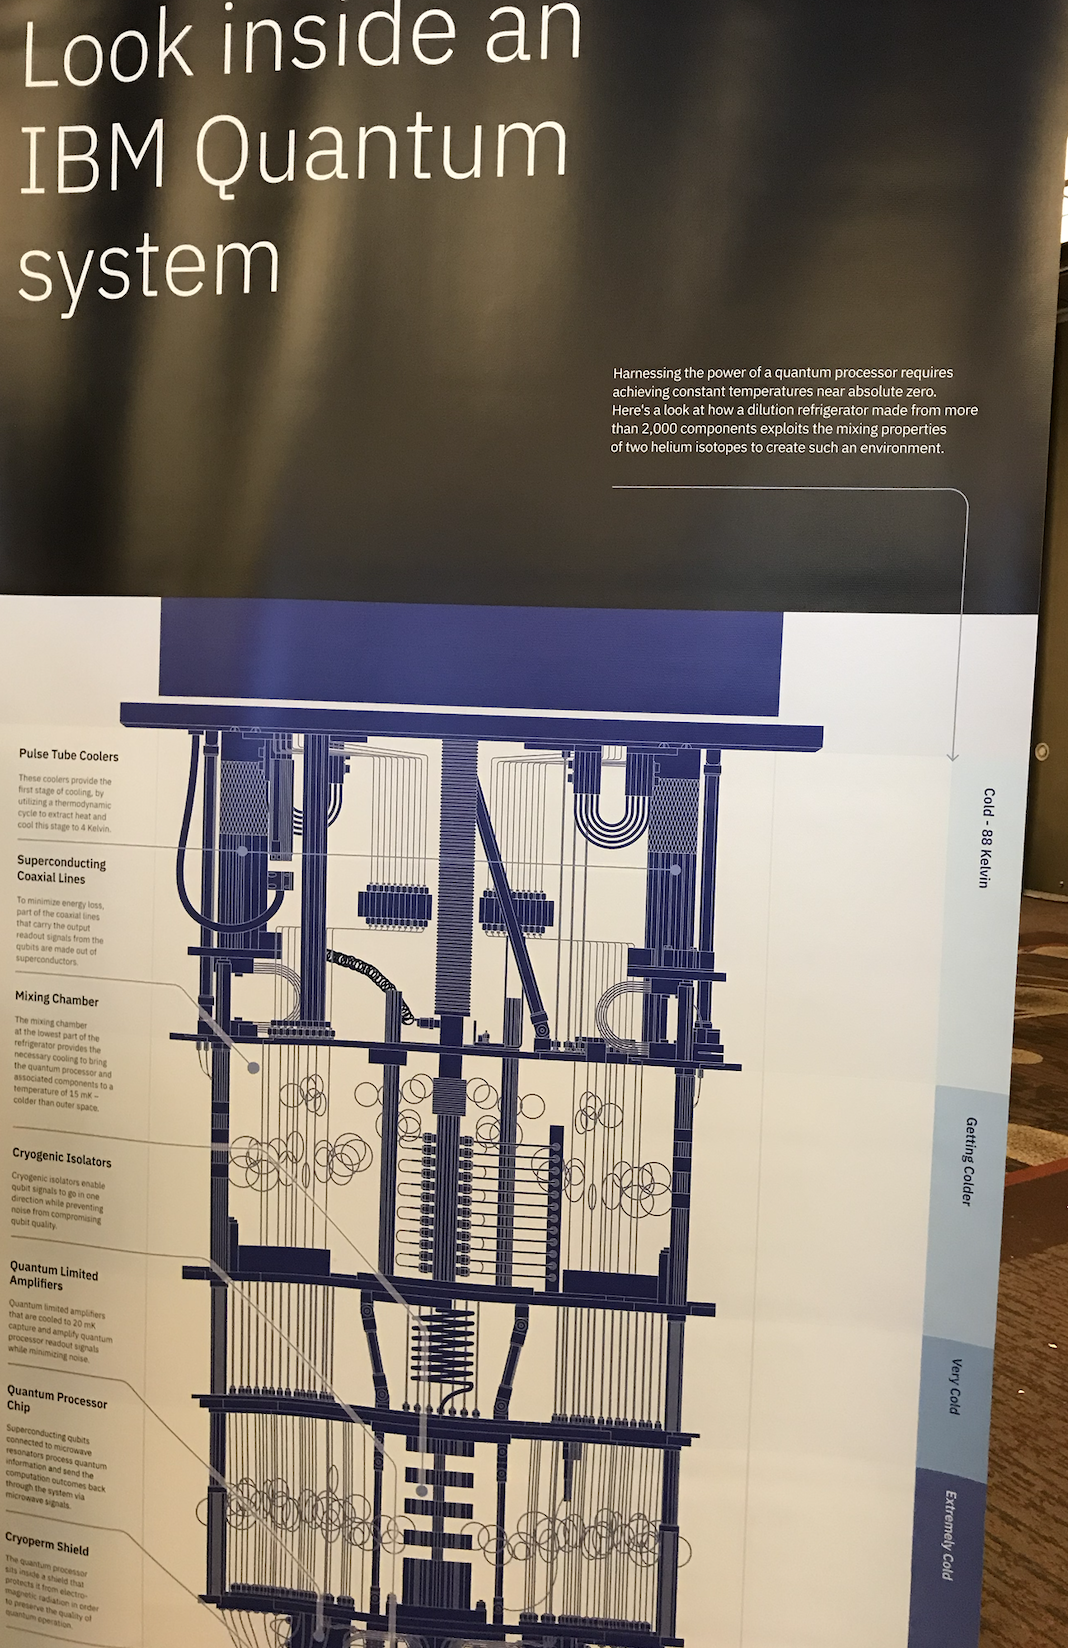 Look inside an
IBM Quantum
system
Harnessing the power of a quantum processor requires
achieving constant temperatures near absolute zero.
Here's a look at how a dilution refrigerator made from more
than 2,000 components exploits the mixing properties
of two helium isotopes to create such an environment.
Pulse Tube Coolers
These coolers provide the
first stage of cooling, by
utilizing a thermodynamic
cycle to extract heat and
cool this stage to 4 Kelvin.
Superconducting
Coaxial Lines
To minimize energy loss,
part of the coaxial lines
that carry the output
readout signals from the
qubits are made out of
superconductors.
Mixing Chamber
The mixing chamber
at the lowest part of the
refrigerator provides the
necessary cooling to bring
the quantum processor and
associated components to a
temperature of 15 mK –
colder than outer space.
Cryogenic Isolators
Cryogenic isolators enable
qubit signals to go in one
direction while preventing
noise from compromising
qubit quality.
Quantum Limited
Amplifiers
Quantum limited amplifiers
that are cooled to 20 mK
capture and amplify quantum
processor readout signals
while minimizing noise.
Quantum Processor
Chip
Superconducting qubits
connected to microwave
resonators process quantum
information and send the
computation outcomes back
through the system via
microwave signals.
Cryoperm Shield
The quantum processor
sits inside a shield that
protects it from electro-
magnetic radiation in order
to preserve the quality of
quantum operation.
Cold - 88 Kelvin
Getting Colder
Very Cold
Extremely Cold